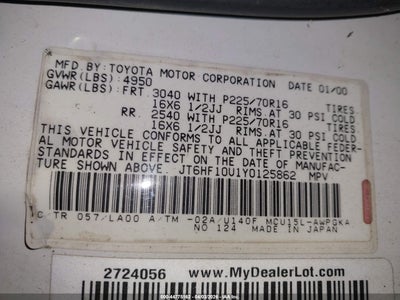 MFD BY: TOYOTA MOTOR CORPORATION DATE 01/00
GVWR(LBS): 4950
GAWR(LBS): FRT. 3040 WITH P225/70R16 TIRES
16X6 1/2JJ RIMS AT 30 PSI COLD
RR. 2540 WITH P225/70R16 TIRES
16X6 1/2JJ RIMS AT 30 PSI COLD
THIS VEHICLE CONFORMS TO ALL APPLICABLE FEDER-
AL MOTOR VEHICLE SAFETY AND THEFT PREVENTION
STANDARDS IN EFFECT ON THE DATE OF MANUFAC-
TURE SHOWN ABOVE. JT6HF10U1Y0125862 MPV
C/TR 057/LA00 A/TM -02A/U140F MCU15L-AWPGKA
NO 124 MADE IN JAPAN
2724056 www.MyDealerLot.com